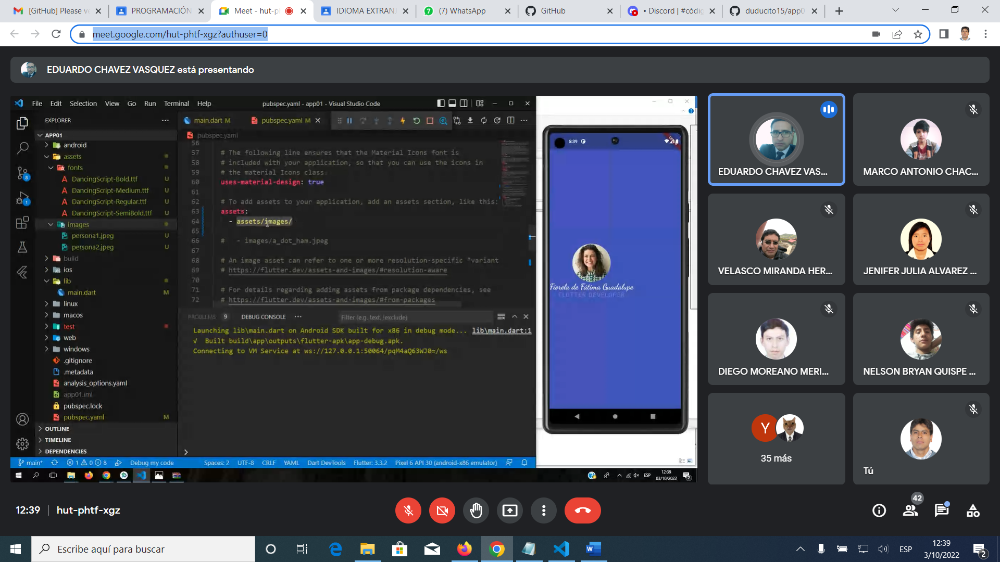 [GitHub] Please ve
PROGRAMACIÓN
Meet - hut-p
IDIOMA EXTRAN
(7) WhatsApp
GitHub
• Discord | #códig
duducito15/app0
meet.google.com/hut-phtf-xgz?authuser=0
EDUARDO CHAVEZ VASQUEZ está presentando
File Edit Selection View Go Run Terminal Help
pubspec.yaml - app01 - Visual Studio Code
EXPLORER
main.dart M
pubspec.yaml M
APP01
pubspec.yaml
android
assets
fonts
DancingScript-Bold.ttf U
DancingScript-Medium.ttf U
DancingScript-Regular.ttf U
DancingScript-SemiBold.ttf U
images
persona1.jpeg U
persona2.jpeg U
build
ios
lib
main.dart M
linux
macos
test
web
windows
.gitignore
.metadata
analysis_options.yaml
app01.iml
pubspec.lock
pubspec.yaml M
OUTLINE
TIMELINE
DEPENDENCIES
56
57 # The following line ensures that the Material Icons font is
58 # included with your application, so that you can use the icons in
59 # the material Icons class.
60 uses-material-design: true
61
62 # To add assets to your application, add an assets section, like this:
63 assets:
64 - assets/images/
65
66 # - images/a_dot_ham.jpeg
67
68 # An image asset can refer to one or more resolution-specific "variant
69 # https://flutter.dev/assets-and-images/#resolution-aware
70
71 # For details regarding adding assets from package dependencies, see
72 # https://flutter.dev/assets-and-images/#from-packages
PROBLEMS 9 DEBUG CONSOLE
Filter (e.g. text, !exclude)
Launching lib\main.dart on Android SDK built for x86 in debug mode... lib\main.dart:1
√ Built build\app\outputs\flutter-apk\app-debug.apk.
Connecting to VM Service at ws://127.0.0.1:50064/pqM4aQ63WJ0=/ws
main* 1 0 8 Debug my code Spaces: 2 UTF-8 CRLF YAML Dart DevTools Flutter: 3.3.2 Pixel 6 API 30 (android-x86 emulator)
ESP
12:39
03/10/2022
2
5:39
Fiorela de Fátima Guadalupe
FLUTTER DEVELOPER
EDUARDO CHAVEZ VAS...
MARCO ANTONIO CHAC...
VELASCO MIRANDA HER...
JENIFER JULIA ALVAREZ ...
DIEGO MOREANO MERI...
NELSON BRYAN QUISPE ...
Y
35 más
Tú
12:39 hut-phtf-xgz
42
Escribe aquí para buscar
ESP
12:39
3/10/2022
2